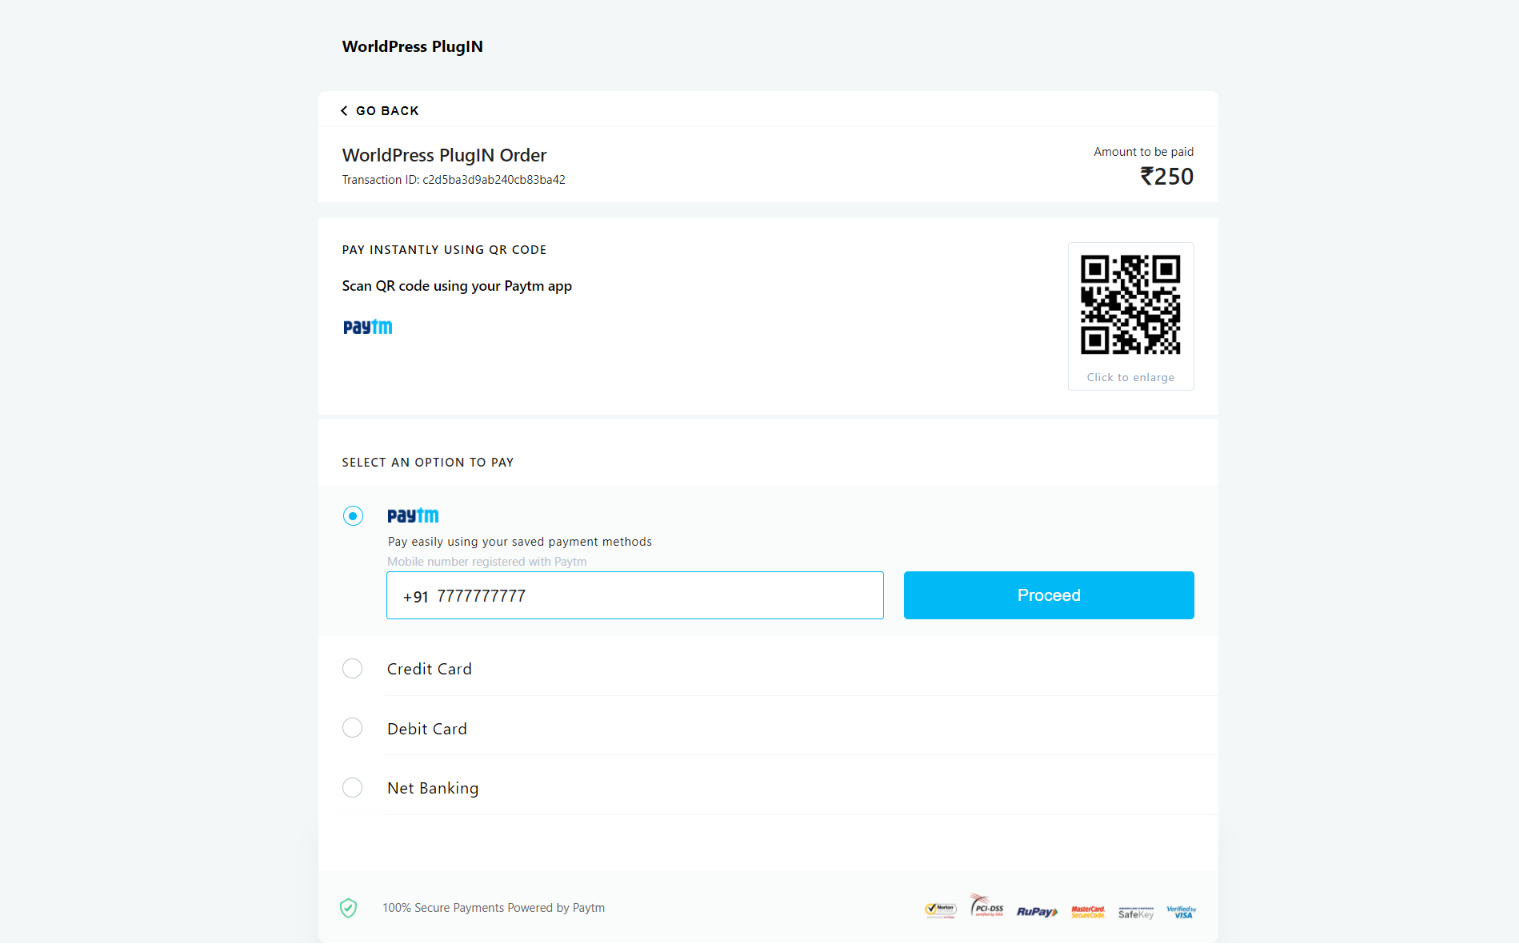 WorldPress PlugIN
GO BACK
WorldPress PlugIN Order
Transaction ID: c2d5ba3d9ab240cb83ba42
Amount to be paid
₹250
PAY INSTANTLY USING QR CODE
Scan QR code using your Paytm app
paytm
Click to enlarge
SELECT AN OPTION TO PAY
paytm
Pay easily using your saved payment methods
Mobile number registered with Paytm
+91 7777777777
Proceed
Credit Card
Debit Card
Net Banking
100% Secure Payments Powered by Paytm
Norton
PCI-DSS
RuPay
MasterCard.
SecureCode.
SafeKey
Verified by
VISA